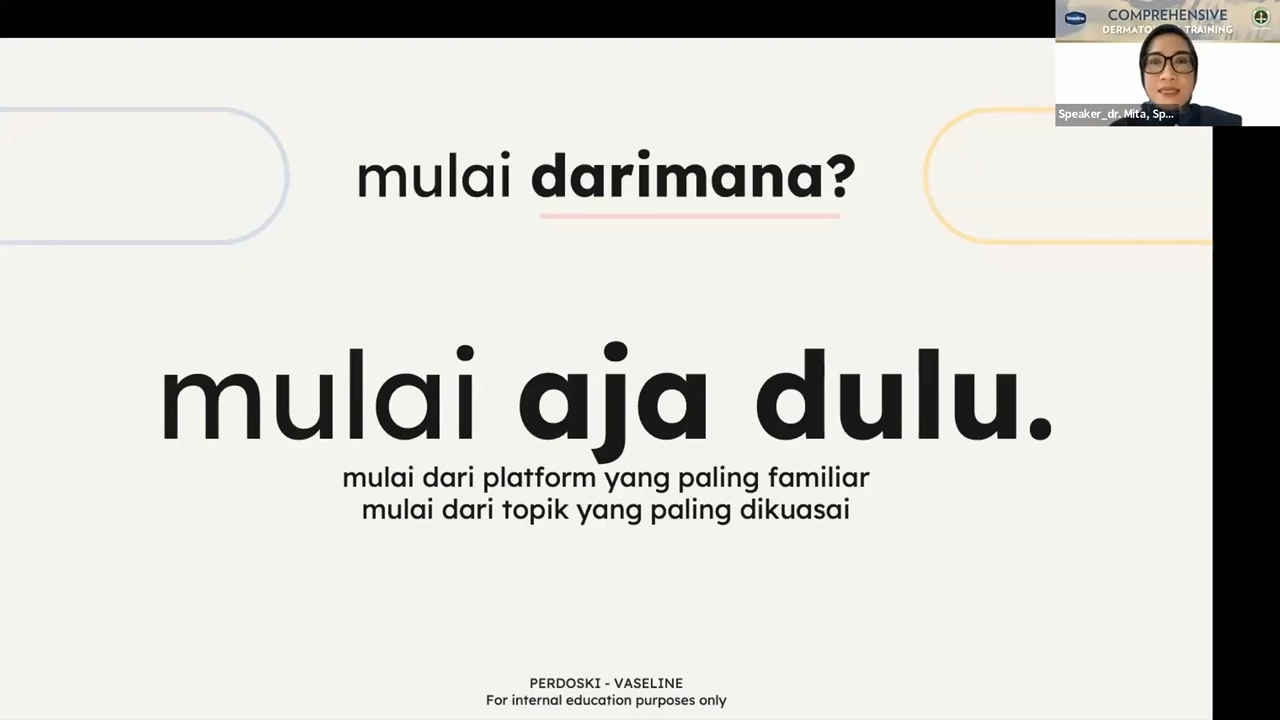 Vaseline
COMPREHENSIVE
TRAINING
Speaker_dr. Mita, Sp...
mulai darimana?
mulai aja dulu.
mulai dari platform yang paling familiar
mulai dari topik yang paling dikuasai
PERDOSKI - VASELINE
For internal education purposes only